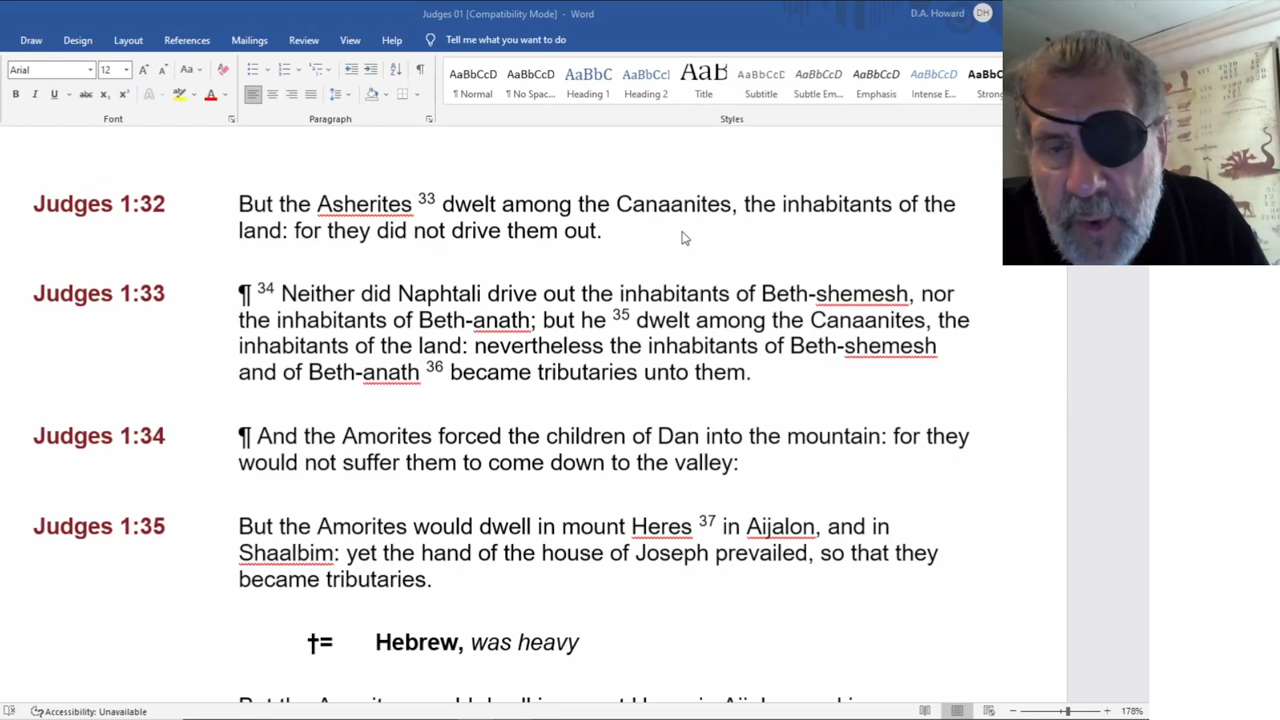 Judges 01 [Compatibility Mode] - Word
D.A. Howard DH
Draw Design Layout References Mailings Review View Help Tell me what you want to do
Arial 12 A A Aa
B I U abc x₂ x² A A
AaBbCcD AaBbCcD AaBbC AaBbCcl AaB AaBbCcD AaBbCcD AaBbCcD AaBbCcD AaBbCc
¶ Normal ¶ No Spac... Heading 1 Heading 2 Title Subtitle Subtle Em... Emphasis Intense E... Strong
Font Paragraph Styles
Judges 1:32 But the Asherites 33 dwelt among the Canaanites, the inhabitants of the
land: for they did not drive them out.
Judges 1:33 ¶ 34 Neither did Naphtali drive out the inhabitants of Beth-shemesh, nor
the inhabitants of Beth-anath; but he 35 dwelt among the Canaanites, the
inhabitants of the land: nevertheless the inhabitants of Beth-shemesh
and of Beth-anath 36 became tributaries unto them.
Judges 1:34 ¶ And the Amorites forced the children of Dan into the mountain: for they
would not suffer them to come down to the valley:
Judges 1:35 But the Amorites would dwell in mount Heres 37 in Aijalon, and in
Shaalbim: yet the hand of the house of Joseph prevailed, so that they
became tributaries.
†= Hebrew, was heavy
Accessibility: Unavailable
178%